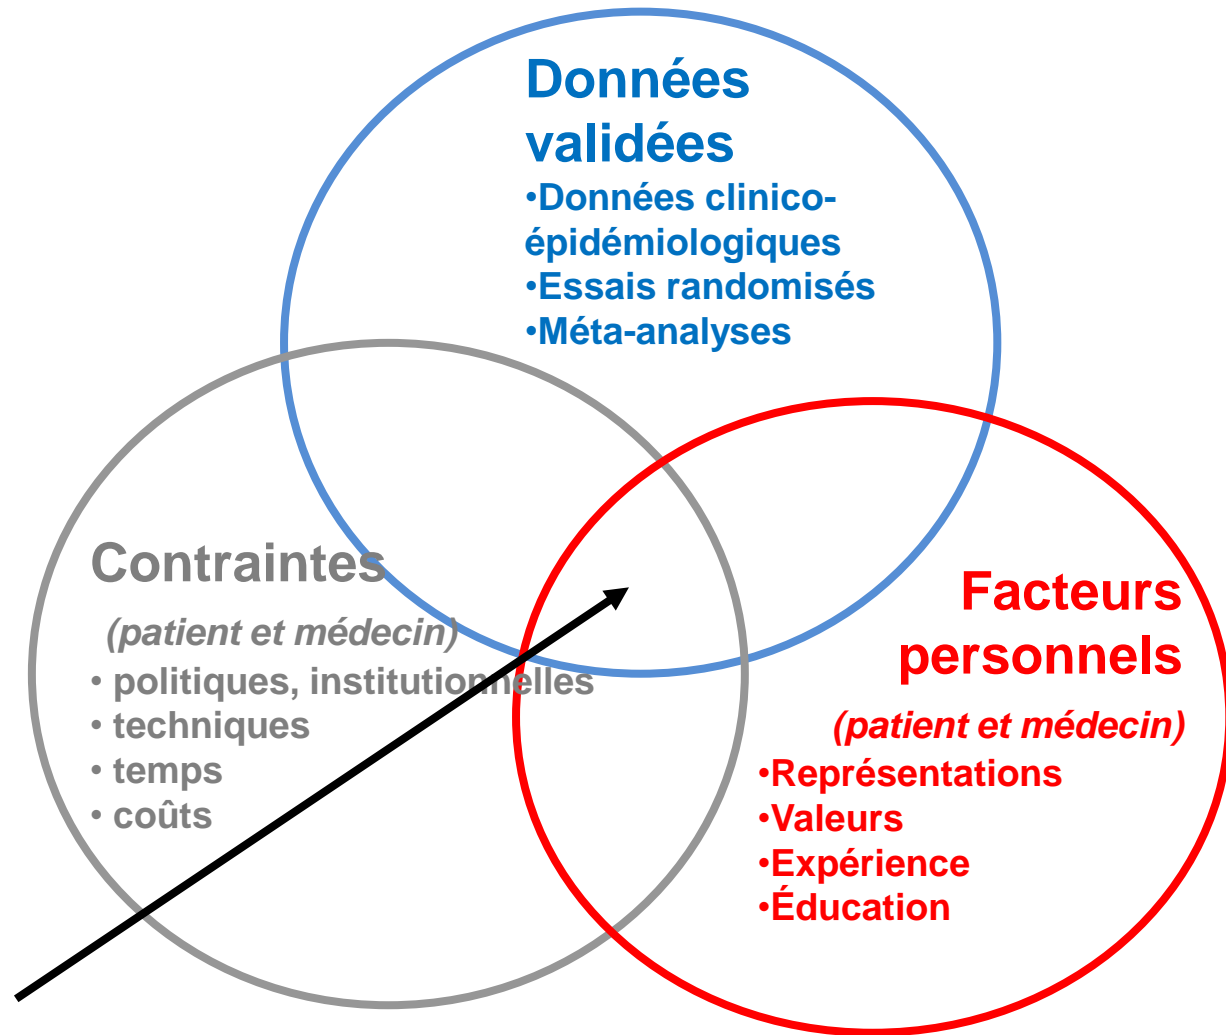 Données
validées
•Données clinico-
épidémiologiques
•Essais randomisés
•Méta-analyses
Contraintes
(patient et médecin)
• politiques, institutionnelles
• techniques
• temps
• coûts
Facteurs
personnels
(patient et médecin)
•Représentations
•Valeurs
•Expérience
•Éducation